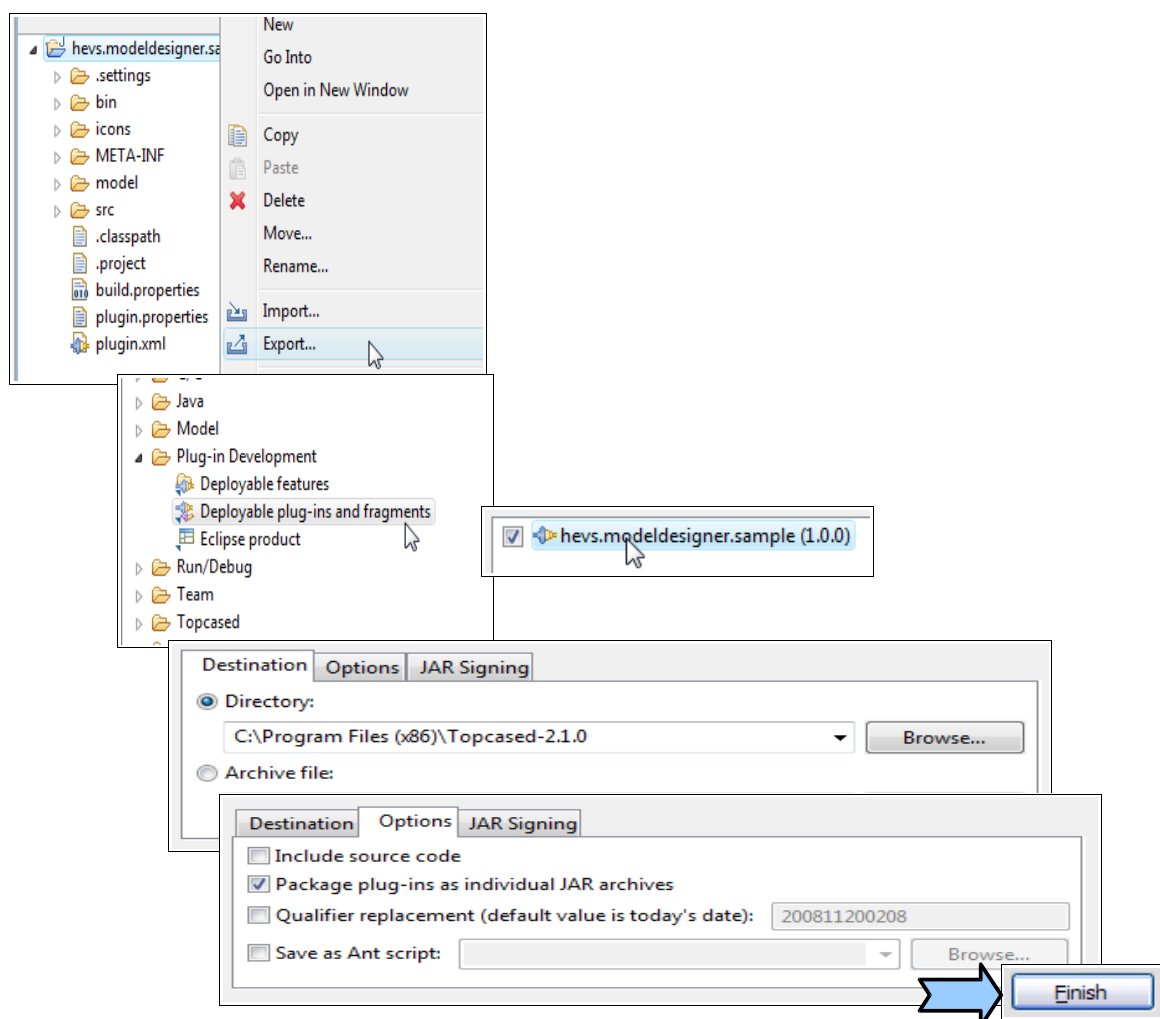 New
hevs.modeldesigner.sa
Go Into
.settings
Open in New Window
bin
icons
Copy
META-INF
Paste
model
Delete
src
Move...
.classpath
Rename...
.project
build.properties
Import...
plugin.properties
Export...
plugin.xml
Java
Model
Plug-in Development
Deployable features
Deployable plug-ins and fragments
Eclipse product
Run/Debug
Team
Topcased
hevs.modeldesigner.sample (1.0.0)
Destination Options JAR Signing
Directory:
C:\Program Files (x86)\Topcased-2.1.0 Browse...
Archive file:
Destination Options JAR Signing
Include source code
Package plug-ins as individual JAR archives
Qualifier replacement (default value is today's date): 200811200208
Save as Ant script: Browse...
Finish